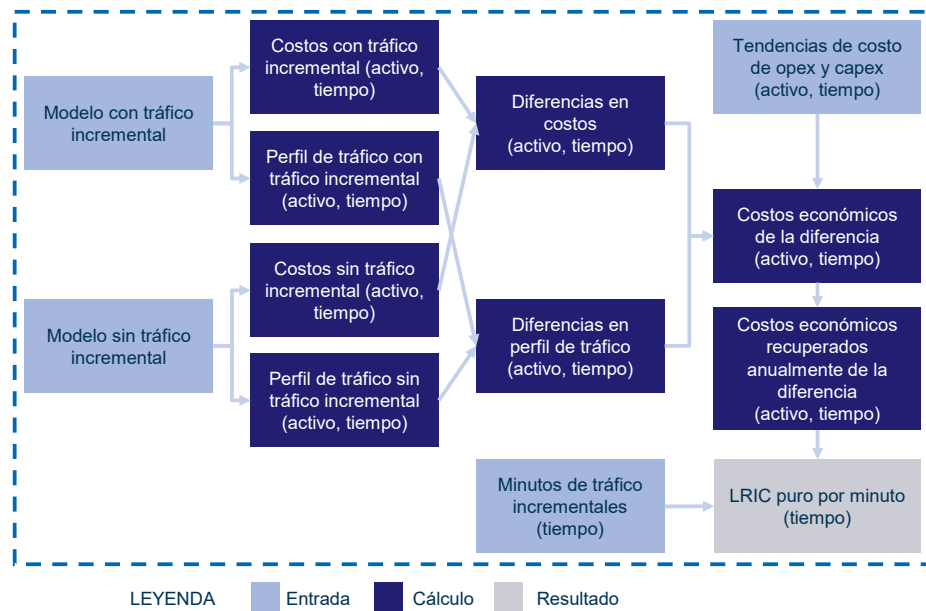 Modelo con tráfico
incremental
Modelo sin tráfico
incremental
Costos con tráfico
incremental (activo,
tiempo)
Perfil de tráfico con
tráfico incremental
(activo, tiempo)
Costos sin tráfico
incremental (activo,
tiempo)
Perfil de tráfico sin
tráfico incremental
(activo, tiempo)
Diferencias en
costos
(activo, tiempo)
Diferencias en
perfil de tráfico
(activo, tiempo)
Minutos de tráfico
incrementales
(tiempo)
Tendencias de costo
de opex y capex
(activo, tiempo)
Costos económicos
de la diferencia
(activo, tiempo)
Costos económicos
recuperados
anualmente de la
diferencia
(activo, tiempo)
LRIC puro por minuto
(tiempo)
LEYENDA
Entrada
Cálculo
Resultado